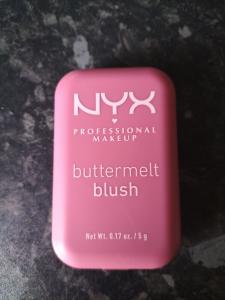 NYX
PROFESSIONAL
MAKEUP
buttermelt
blush
Net Wt. 0.17 oz. / 5 g